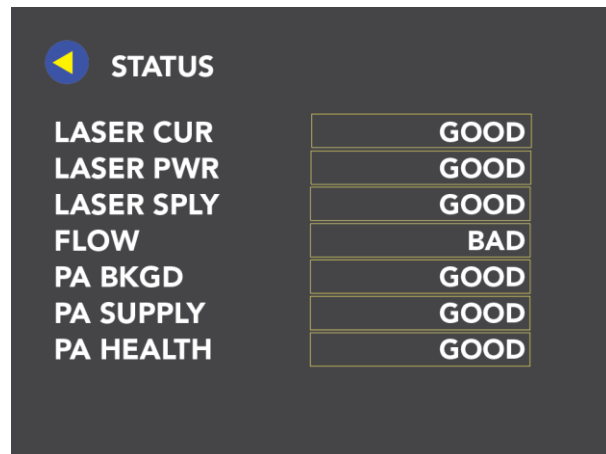 STATUS
LASER CUR GOOD
LASER PWR GOOD
LASER SPLY GOOD
FLOW BAD
PA BKGD GOOD
PA SUPPLY GOOD
PA HEALTH GOOD